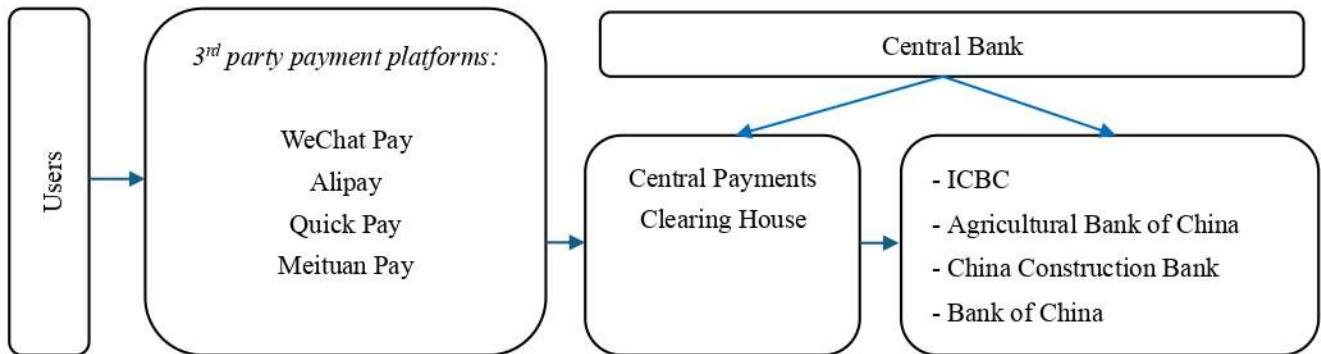 Users
3rd party payment platforms:
WeChat Pay
Alipay
Quick Pay
Meituan Pay
Central Bank
Central Payments
Clearing House
- ICBC
- Agricultural Bank of China
- China Construction Bank
- Bank of China